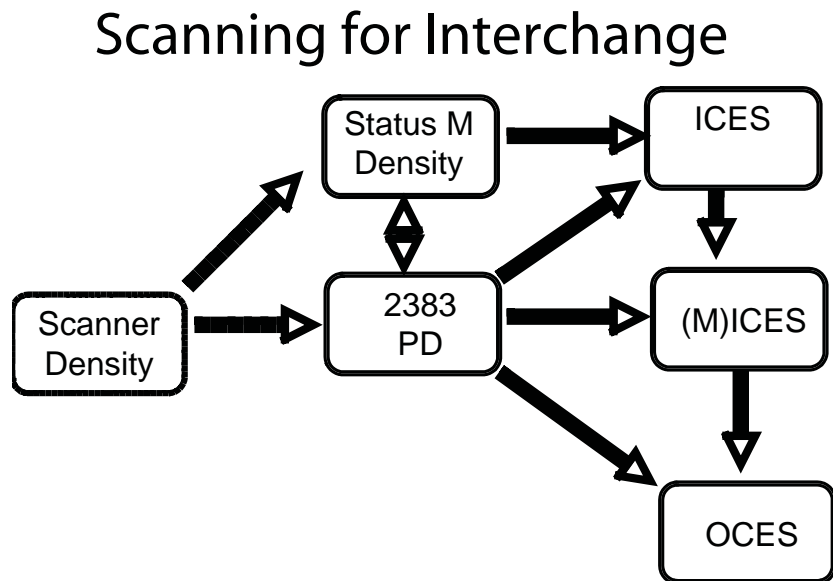 Scanning for Interchange
Status M
Density
ICES
Scanner
Density
2383
PD
(M)ICES
OCES